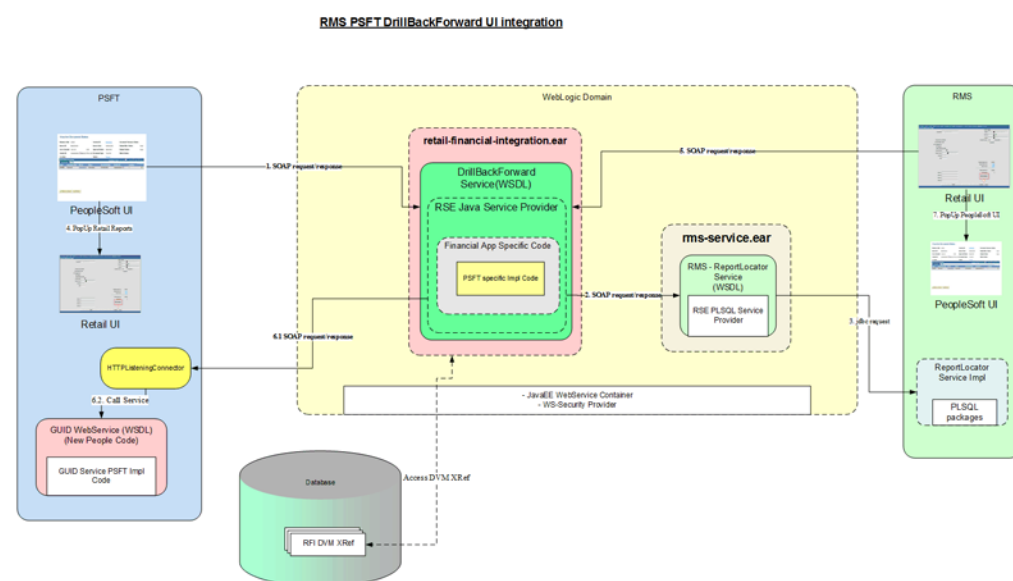 RMS PSFT DrillBackForward UI integration
PSFT
WebLogic Domain
RMS
retail-financial-integration.ear
DrillBackForward
Service(WSDL)
RSE Java Service Provider
Financial App Specific Code
PSFT specific Impl Code
1. SOAP request/response
5. SOAP request/response
PeopleSoft UI
4. PopUp Retail Reports
Retail UI
Retail UI
7. PopUp PeopleSoft UI
PeopleSoft UI
rms-service.ear
RMS - ReportLocator
Service
(WSDL)
RSE PLSQL Service
Provider
2. SOAP request/response
3. jdbc request
6.1 SOAP request/response
HTTPListeningConnector
6.2. Call Service
GUID WebService (WSDL)
(New People Code)
GUID Service PSFT Impl
Code
ReportLocator
Service Impl
PLSQL
packages
- JavaEE WebService Container
- WS-Security Provider
Database
Access DVM XRef
RFI DVM XRef